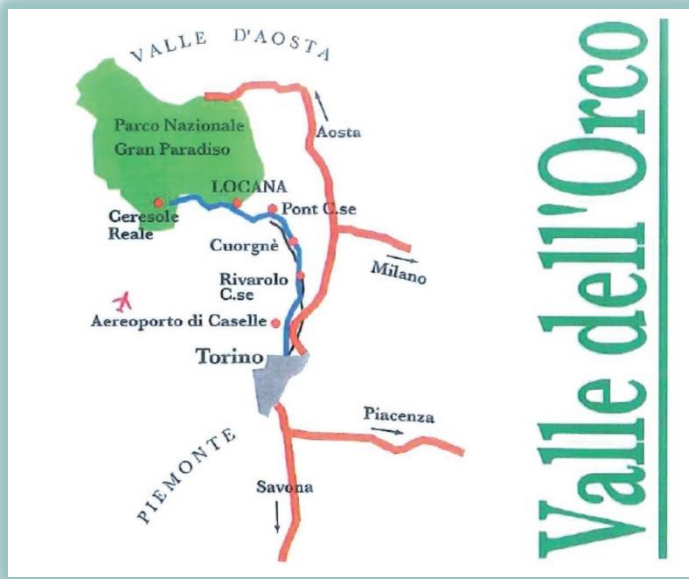 VALLE D'AOSTA
Parco Nazionale
Gran Paradiso
Aosta
LOCANA
Ceresole
Reale
Pont C.se
Cuorgnè
Milano
Rivarolo
C.se
Aereoporto di Caselle
Torino
Piacenza
PIEMONTE
Savona
Valle dell'Orco